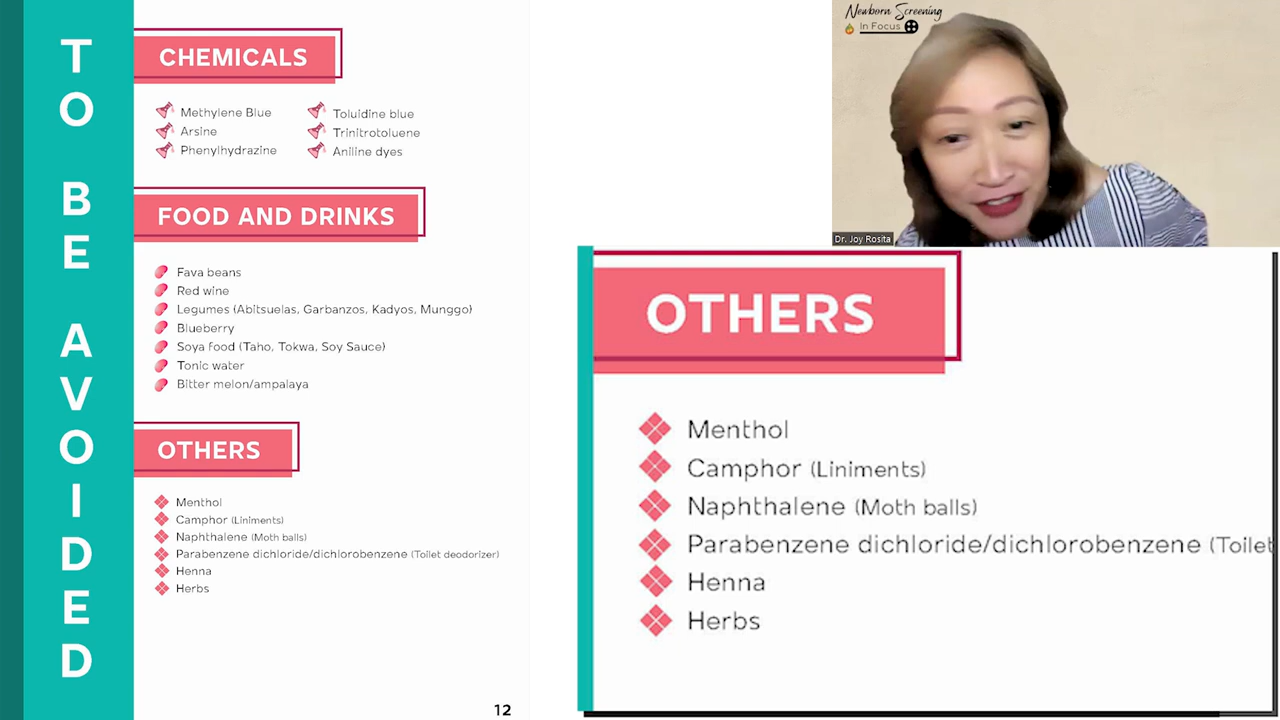 TO BE AVOIDED
CHEMICALS
Methylene Blue
Arsine
Phenylhydrazine
Toluidine blue
Trinitrotoluene
Aniline dyes
FOOD AND DRINKS
Fava beans
Red wine
Legumes (Abitsuelas, Garbanzos, Kadyos, Munggo)
Blueberry
Soya food (Taho, Tokwa, Soy Sauce)
Tonic water
Bitter melon/ampalaya
OTHERS
Menthol
Camphor (Liniments)
Naphthalene (Moth balls)
Parabenzene dichloride/dichlorobenzene (Toilet deodorizer)
Henna
Herbs
12
Newborn Screening
In Focus
Dr. Joy Rosita
OTHERS
Menthol
Camphor (Liniments)
Naphthalene (Moth balls)
Parabenzene dichloride/dichlorobenzene (Toilet
Henna
Herbs